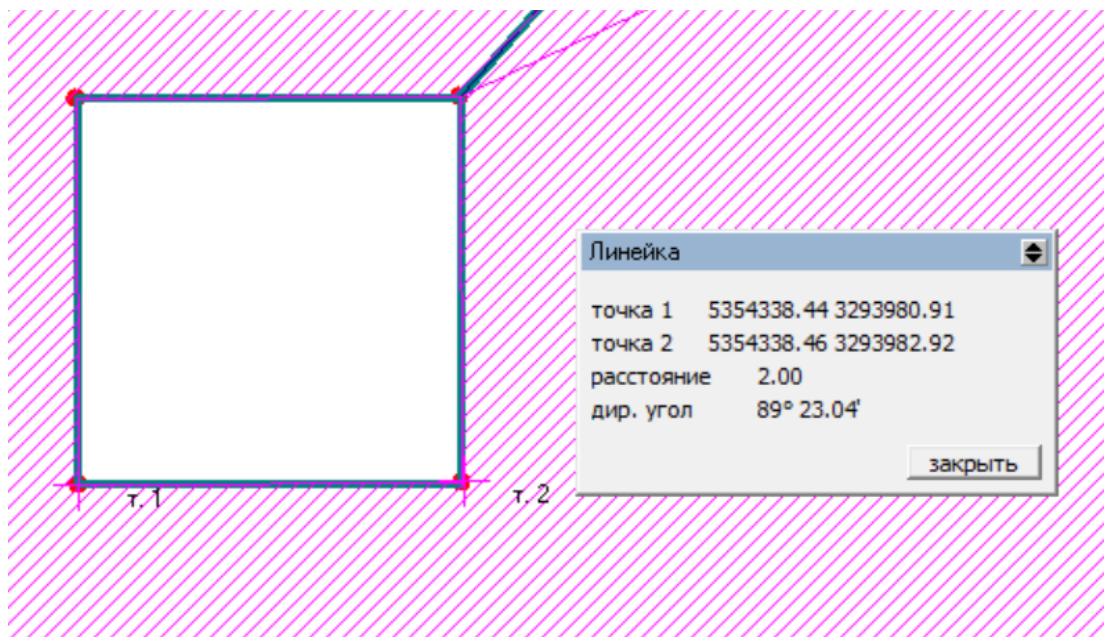 Линейка
точка 1 5354338.44 3293980.91
точка 2 5354338.46 3293982.92
расстояние 2.00
дир. угол 89° 23.04'
закрыть
т. 1
т. 2